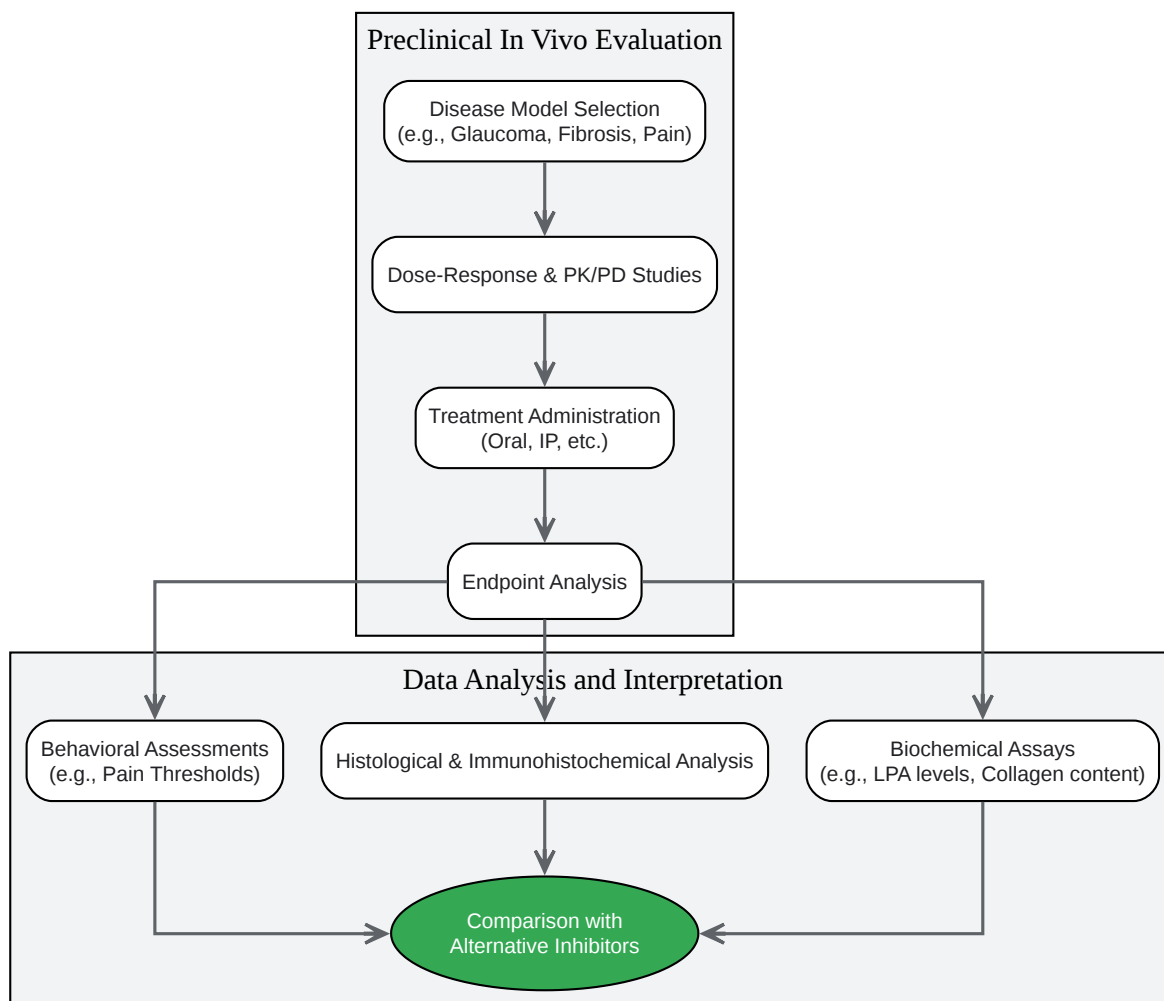 Preclinical In Vivo Evaluation
Disease Model Selection
(e.g., Glaucoma, Fibrosis, Pain)
Dose-Response & PK/PD Studies
Treatment Administration
(Oral, IP, etc.)
Endpoint Analysis
Data Analysis and Interpretation
Behavioral Assessments
(e.g., Pain Thresholds)
Histological & Immunohistochemical Analysis
Biochemical Assays
(e.g., LPA levels, Collagen content)
Comparison with
Alternative Inhibitors